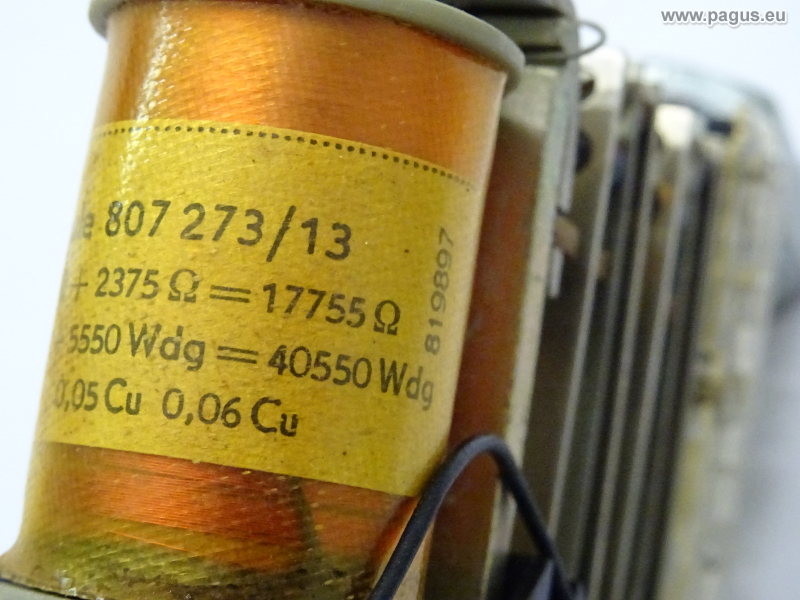 www.pagus.eu
807 273/13
+ 2375 Ω = 17755 Ω
5550 Wdg = 40550 Wdg
0,05 Cu 0,06 Cu
819897